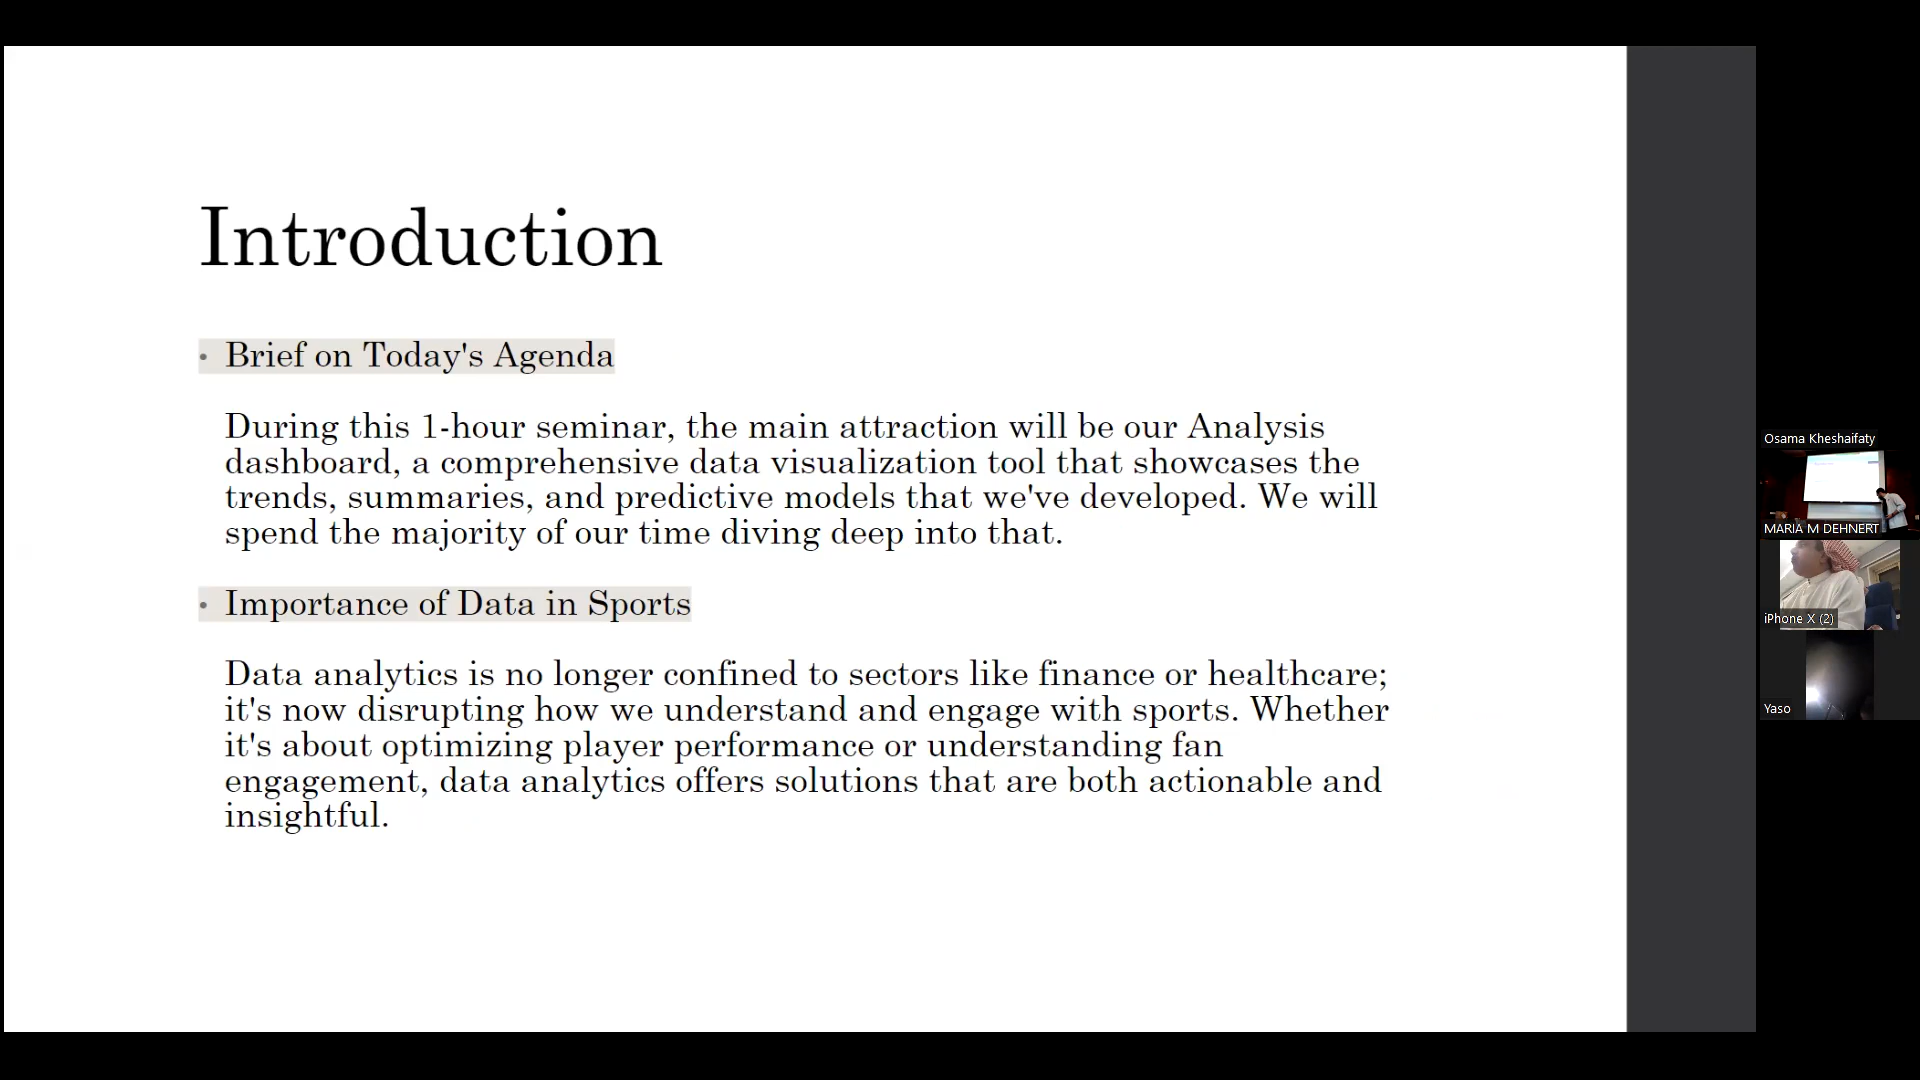 Introduction
• Brief on Today's Agenda
During this 1-hour seminar, the main attraction will be our Analysis
dashboard, a comprehensive data visualization tool that showcases the
trends, summaries, and predictive models that we've developed. We will
spend the majority of our time diving deep into that.
• Importance of Data in Sports
Data analytics is no longer confined to sectors like finance or healthcare;
it's now disrupting how we understand and engage with sports. Whether
it's about optimizing player performance or understanding fan
engagement, data analytics offers solutions that are both actionable and
insightful.
Osama Kheshaifaty
MARIA M DEHNERT
iPhone X (2)
Yaso